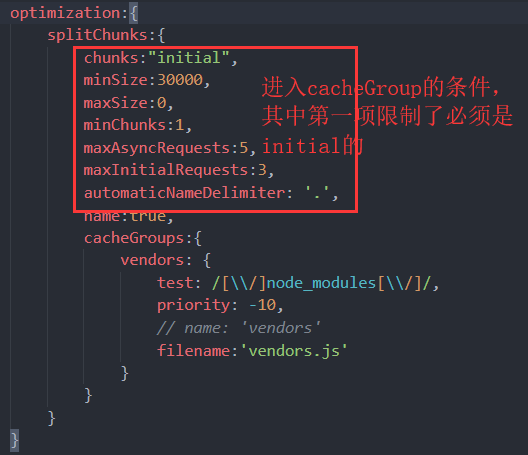 optimization:{
splitChunks:{
chunks:"initial",
minSize:30000,
maxSize:0,
minChunks:1,
maxAsyncRequests:5,
maxInitialRequests:3,
automaticNameDelimiter: '.',
进入cacheGroup的条件，
其中第一项限制了必须是
initial的
name:true,
cacheGroups:{
vendors: {
test: /[\\/]node_modules[\\/]/,
priority: -10,
// name: 'vendors'
filename:'vendors.js'
}
}
}
}